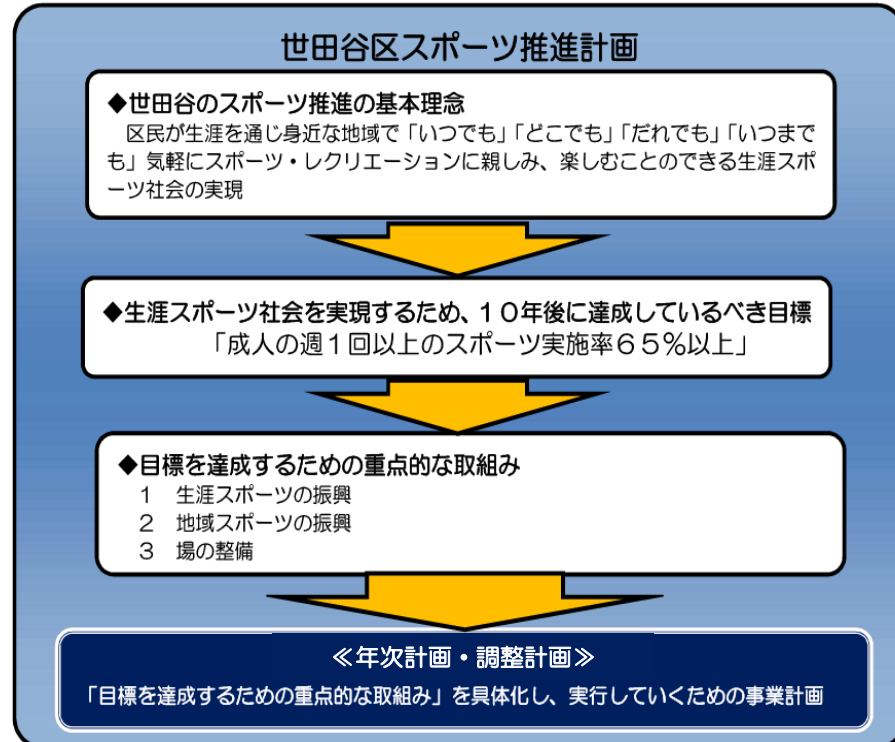 世田谷区スポーツ推進計画
◆世田谷のスポーツ推進の基本理念
区民が生涯を通じ身近な地域で「いつでも」「どこでも」「だれでも」「いつまで
も」気軽にスポーツ・レクリエーションに親しみ、楽しむことのできる生涯スポ
ーツ社会の実現
◆生涯スポーツ社会を実現するため、１０年後に達成しているべき目標
「成人の週１回以上のスポーツ実施率６５％以上」
◆目標を達成するための重点的な取組み
１　生涯スポーツの振興
２　地域スポーツの振興
３　場の整備
≪年次計画・調整計画≫
「目標を達成するための重点的な取組み」を具体化し、実行していくための事業計画